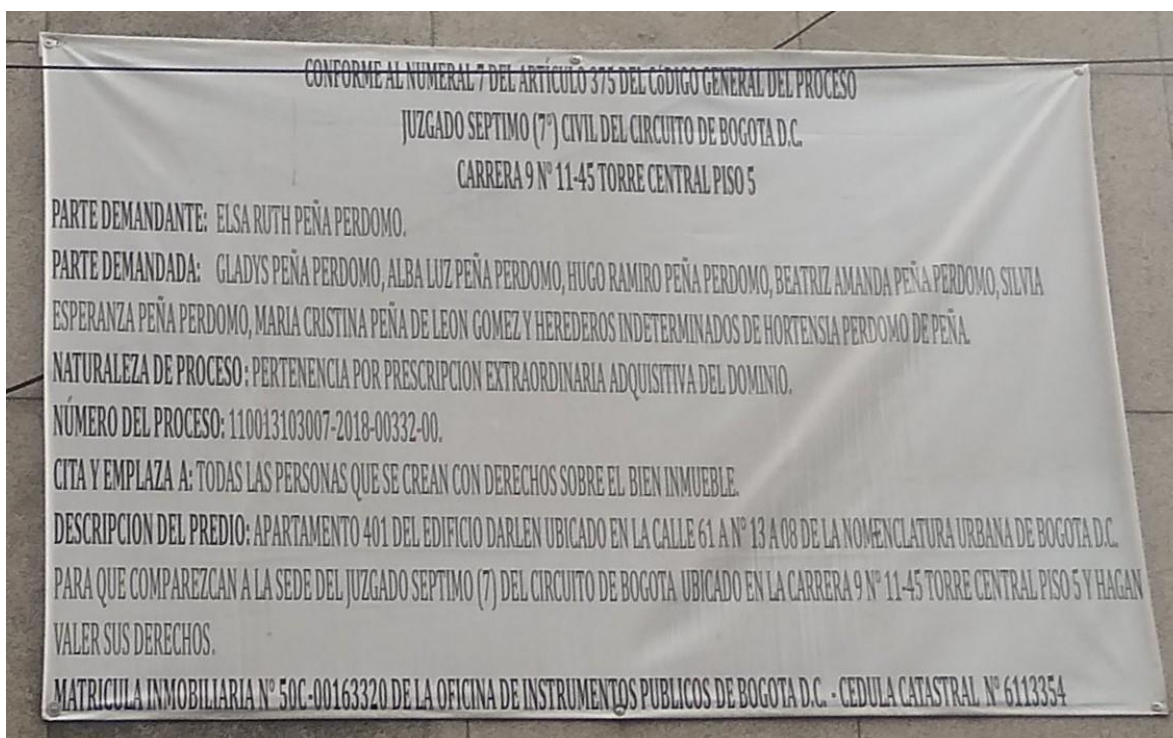 CONFORME AL NUMERAL 7 DEL ARTÍCULO 375 DEL CÓDIGO GENERAL DEL PROCESO
JUZGADO SEPTIMO (7º) CIVIL DEL CIRCUITO DE BOGOTA D.C.
CARRERA 9 Nº 11-45 TORRE CENTRAL PISO 5
PARTE DEMANDANTE: ELSA RUTH PEÑA PERDOMO.
PARTE DEMANDADA: GLADYS PEÑA PERDOMO, ALBA LUZ PEÑA PERDOMO, HUGO RAMIRO PEÑA PERDOMO, BEATRIZ AMANDA PEÑA PERDOMO, SILVIA
ESPERANZA PEÑA PERDOMO, MARIA CRISTINA PEÑA DE LEON GOMEZ Y HEREDEROS INDETERMINADOS DE HORTENSIA PERDOMO DE PEÑA.
NATURALEZA DE PROCESO: PERTENENCIA POR PRESCRIPCION EXTRAORDINARIA ADQUISITIVA DEL DOMINIO.
NÚMERO DEL PROCESO: 110013103007-2018-00332-00.
CITA Y EMPLAZA A: TODAS LAS PERSONAS QUE SE CREAN CON DERECHOS SOBRE EL BIEN INMUEBLE.
DESCRIPCION DEL PREDIO: APARTAMENTO 401 DEL EDIFICIO DARLEN UBICADO EN LA CALLE 61 A Nº 13 A 08 DE LA NOMENCLATURA URBANA DE BOGOTA D.C.
PARA QUE COMPAREZCAN A LA SEDE DEL JUZGADO SEPTIMO (7) DEL CIRCUITO DE BOGOTA UBICADO EN LA CARRERA 9 Nº 11-45 TORRE CENTRAL PISO 5 Y HAGAN
VALER SUS DERECHOS.
MATRICULA INMOBILIARIA Nº 50C-00163320 DE LA OFICINA DE INSTRUMENTOS PUBLICOS DE BOGOTA D.C. - CEDULA CATASTRAL Nº 6113354